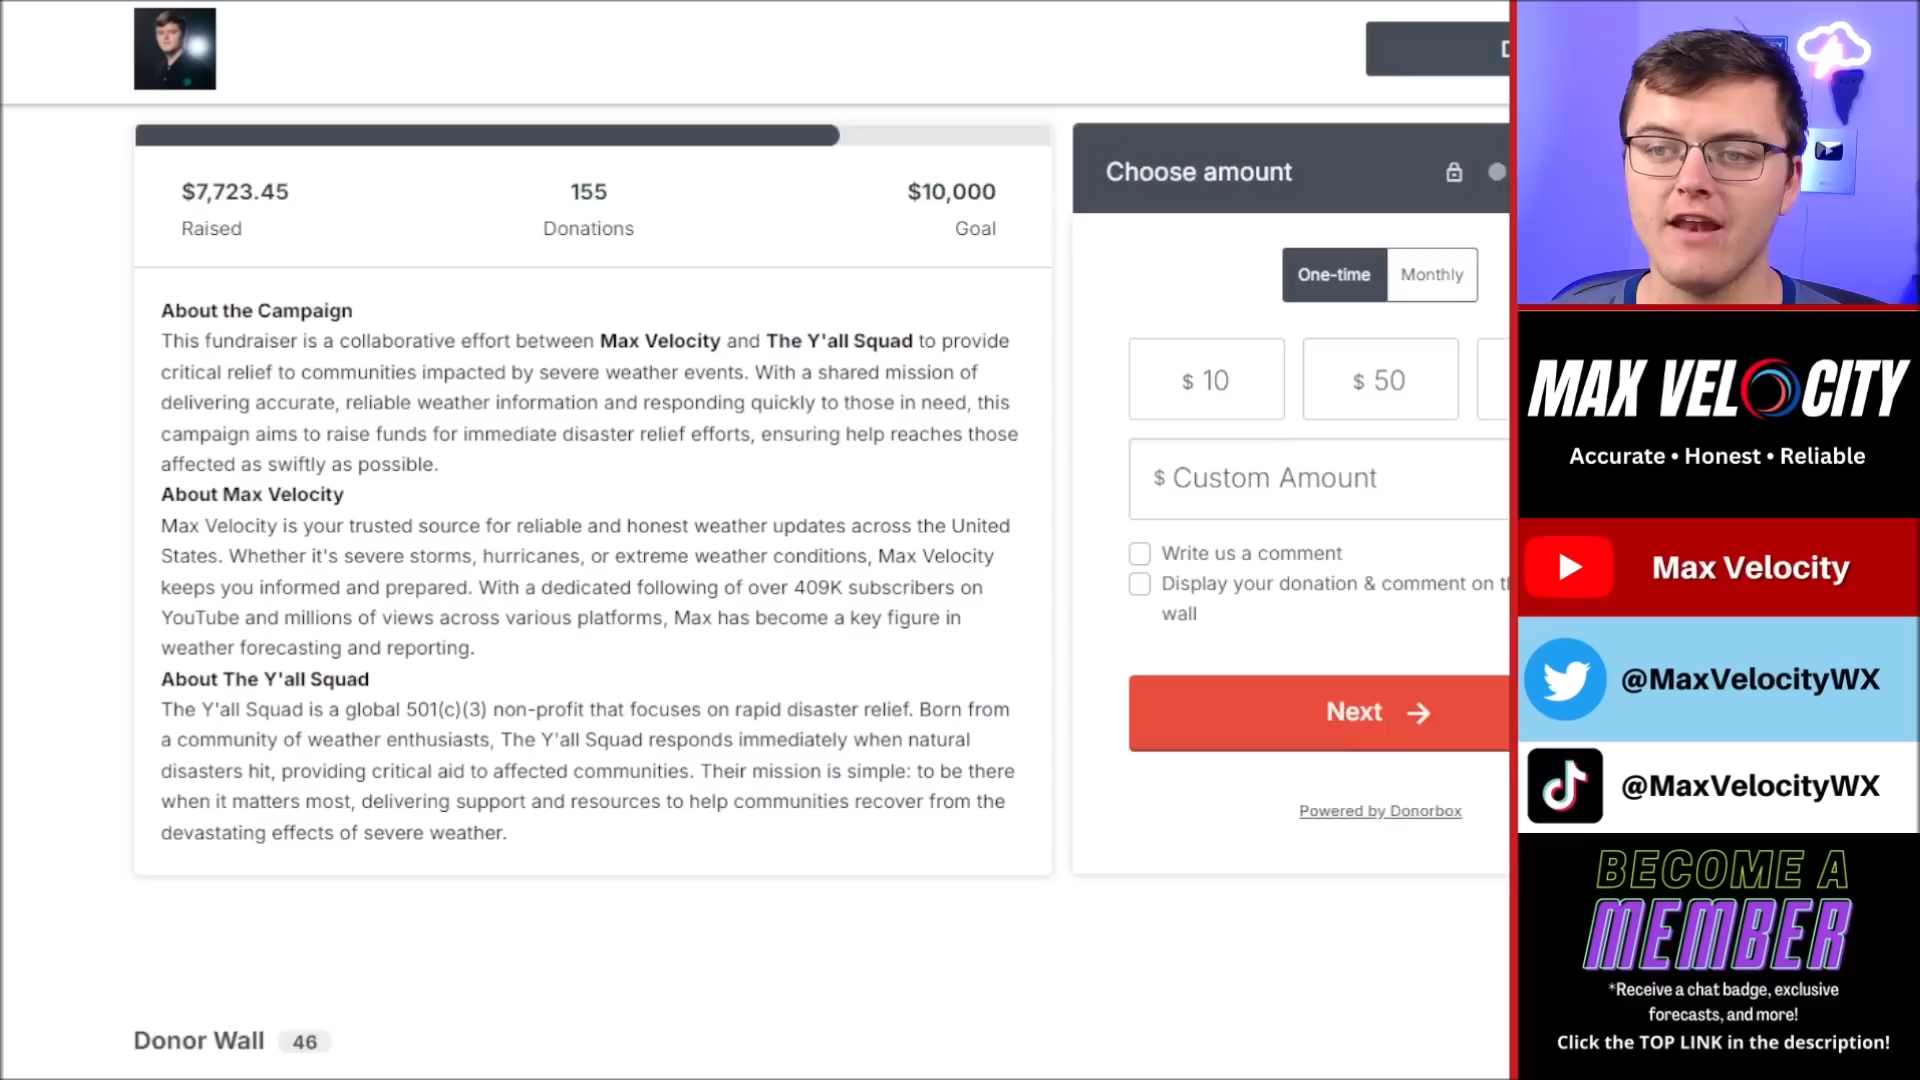 $7,723.45
Raised
155
Donations
$10,000
Goal
About the Campaign
This fundraiser is a collaborative effort between Max Velocity and The Y'all Squad to provide
critical relief to communities impacted by severe weather events. With a shared mission of
delivering accurate, reliable weather information and responding quickly to those in need, this
campaign aims to raise funds for immediate disaster relief efforts, ensuring help reaches those
affected as swiftly as possible.
About Max Velocity
Max Velocity is your trusted source for reliable and honest weather updates across the United
States. Whether it's severe storms, hurricanes, or extreme weather conditions, Max Velocity
keeps you informed and prepared. With a dedicated following of over 409K subscribers on
YouTube and millions of views across various platforms, Max has become a key figure in
weather forecasting and reporting.
About The Y'all Squad
The Y'all Squad is a global 501(c)(3) non-profit that focuses on rapid disaster relief. Born from
a community of weather enthusiasts, The Y'all Squad responds immediately when natural
disasters hit, providing critical aid to affected communities. Their mission is simple: to be there
when it matters most, delivering support and resources to help communities recover from the
devastating effects of severe weather.
Donor Wall 46
Choose amount
One-time Monthly
$ 10 $ 50
$ Custom Amount
Write us a comment
Display your donation & comment on
wall
Next
Powered by Donorbox
MAX VELOCITY
Accurate • Honest • Reliable
Max Velocity
@MaxVelocityWX
@MaxVelocityWX
BECOME A
MEMBER
*Receive a chat badge, exclusive
forecasts, and more!
Click the TOP LINK in the description!